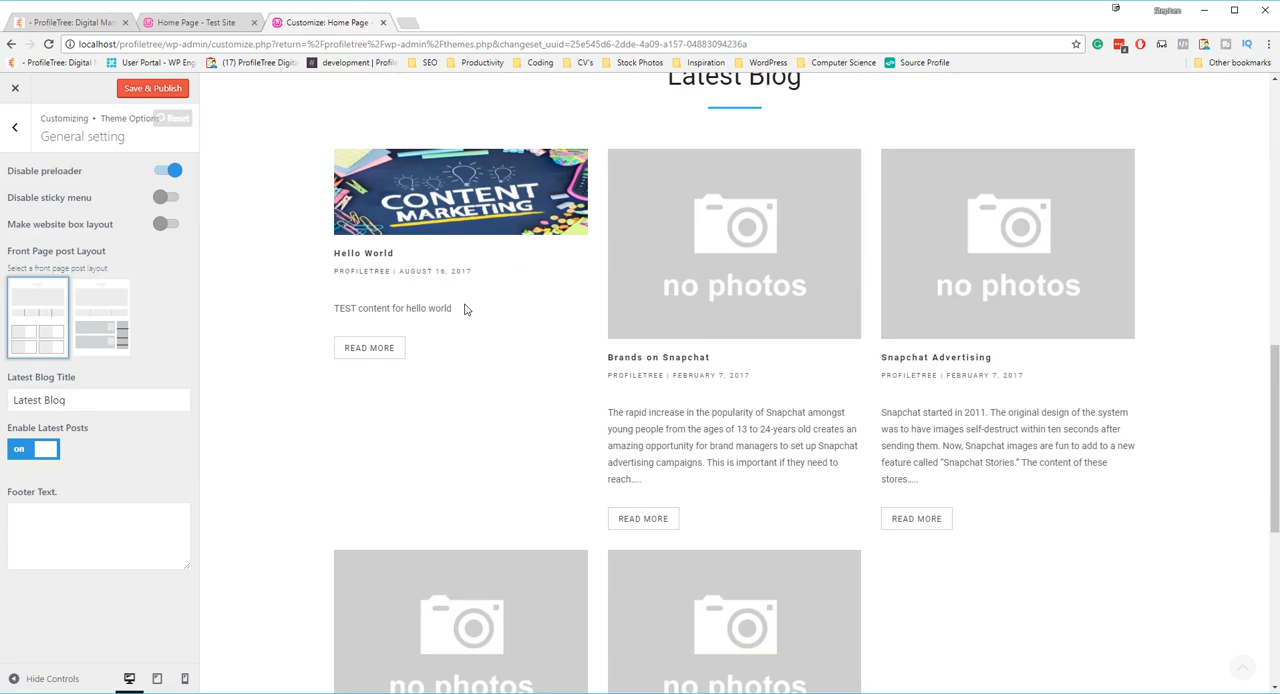 - ProfileTree: Digital Mar
Home Page - Test Site
Customize: Home Page -
Stephen
localhost/profiletree/wp-admin/customize.php?return=%2Fprofiletree%2Fwp-admin%2Fthemes.php&changeset_uuid=25e545d6-2dde-4a09-a157-04883094236a
- ProfileTree: Digital Ma
User Portal - WP Eng
(17) ProfileTree Digit
development | Profile
SEO
Productivity
Coding
CV's
Stock Photos
Inspiration
WordPress
Computer Science
Source Profile
Other bookmarks
Save & Publish
Customizing • Theme Options
Reset
General setting
Disable preloader
Disable sticky menu
Make website box layout
Front Page post Layout
Select a front page post layout
Latest Blog Title
Latest Blog
Enable Latest Posts
on
Footer Text.
Hide Controls
Latest Blog
CONTENT
MARKETING
Hello World
PROFILETREE | AUGUST 16, 2017
TEST content for hello world
READ MORE
no photos
Brands on Snapchat
PROFILETREE | FEBRUARY 7, 2017
The rapid increase in the popularity of Snapchat amongst
young people from the ages of 13 to 24-years old creates an
amazing opportunity for brand managers to set up Snapchat
advertising campaigns. This is important if they need to
reach.....
READ MORE
no photos
Snapchat Advertising
PROFILETREE | FEBRUARY 7, 2017
Snapchat started in 2011. The original design of the system
was to have images self-destruct within ten seconds after
sending them. Now, Snapchat images are fun to add to a new
feature called “Snapchat Stories.” The content of these
stores.....
READ MORE
no photos
no photos